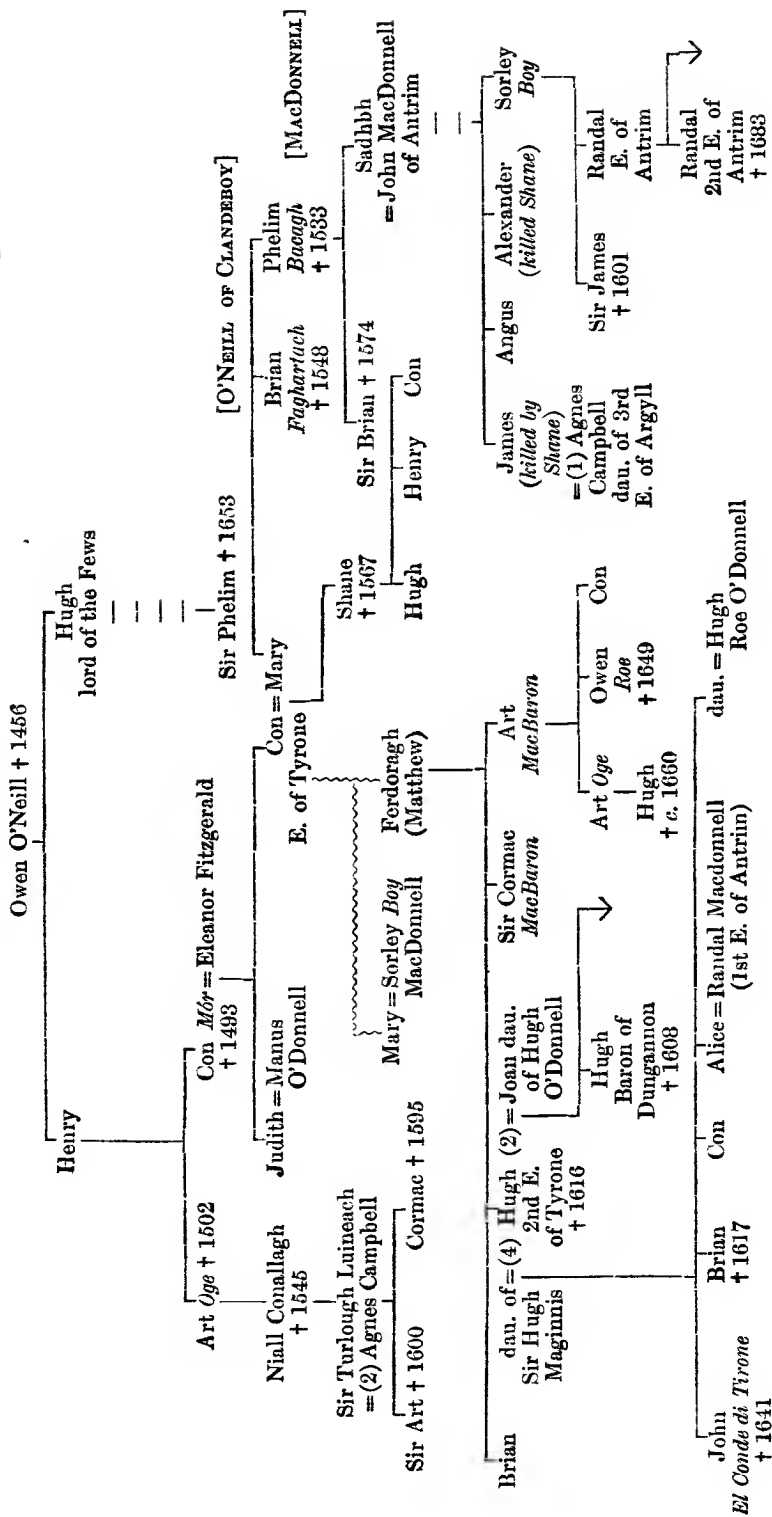 Owen O'Neill † 1456
Henry
Hugh
lord of the Fews
Art Oge † 1502
Con Mór = Eleanor Fitzgerald
† 1493
Sir Phelim † 1653
[O'NEILL OF CLANDEBOY]
Niall Conallagh
† 1545
Judith = Manus
O'Donnell
Con = Mary
E. of Tyrone
Brian
Faghartach
† 1548
Phelim
Bacagh
† 1533
[MACDONNELL]
Sir Turlough Luineach
= (2) Agnes Campbell
Mary = Sorley Boy
MacDonnell
Ferdoragh
(Matthew)
Shane
† 1567
Sir Brian † 1574
Sadhbh
= John MacDonnell
of Antrim
Sir Art † 1600
Cormac † 1595
Hugh
Henry
Con
Brian
dau. of = (4) Hugh (2) = Joan dau.
Sir Hugh
Maginnis
2nd E.
of Tyrone
† 1616
of Hugh
O'Donnell
Sir Cormac
MacBaron
Art
MacBaron
James
(killed by
Shane)
= (1) Agnes
Campbell
dau. of 3rd
E. of Argyll
Angus
Alexander
(killed Shane)
Sorley
Boy
Hugh
Baron of
Dungannon
† 1608
Art Oge
Owen
Roe
† 1649
Con
Hugh
† c. 1660
Sir James
† 1601
Randal
E. of
Antrim
Randal
2nd E. of
Antrim
† 1683
John
El Conde di Tirone
† 1641
Brian
† 1617
Con
Alice = Randal Macdonnell
(1st E. of Antrim)
dau. = Hugh
Roe O'Donnell